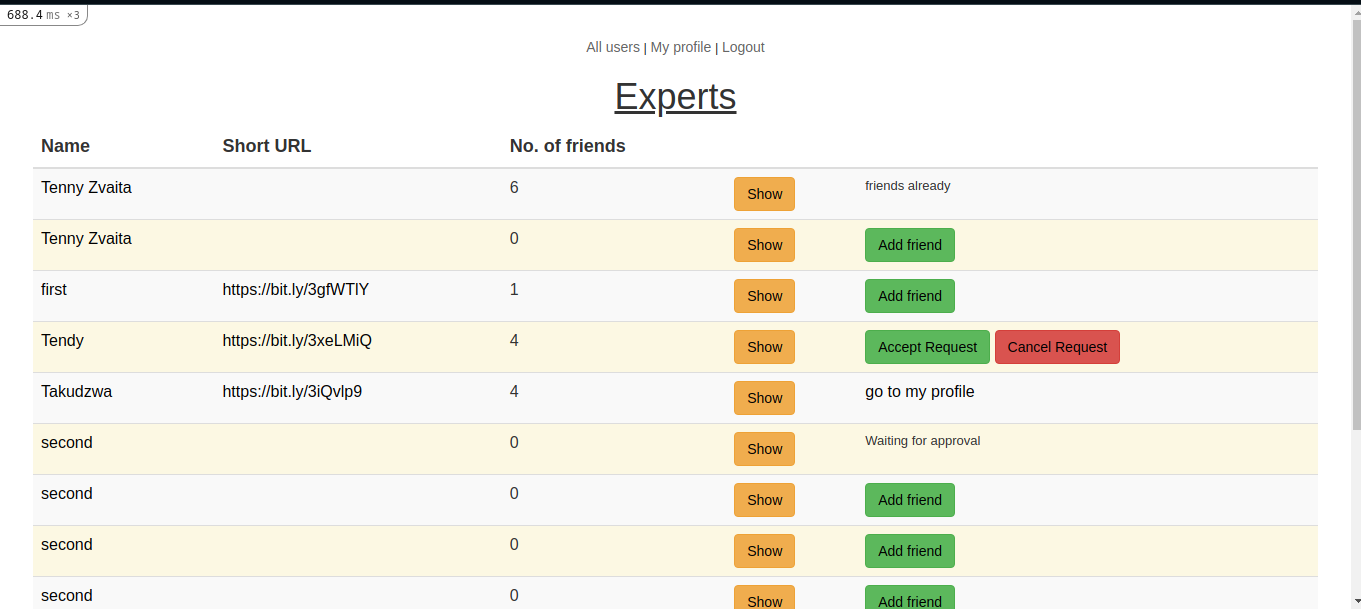 688.4 ms ×3
All users | My profile | Logout
Experts
Name Short URL No. of friends
Tenny Zvaita 6 Show friends already
Tenny Zvaita 0 Show Add friend
first https://bit.ly/3gfWTlY 1 Show Add friend
Tendy https://bit.ly/3xeLMiQ 4 Show Accept Request Cancel Request
Takudzwa https://bit.ly/3iQvlp9 4 Show go to my profile
second 0 Show Waiting for approval
second 0 Show Add friend
second 0 Show Add friend
second 0 Show Add friend